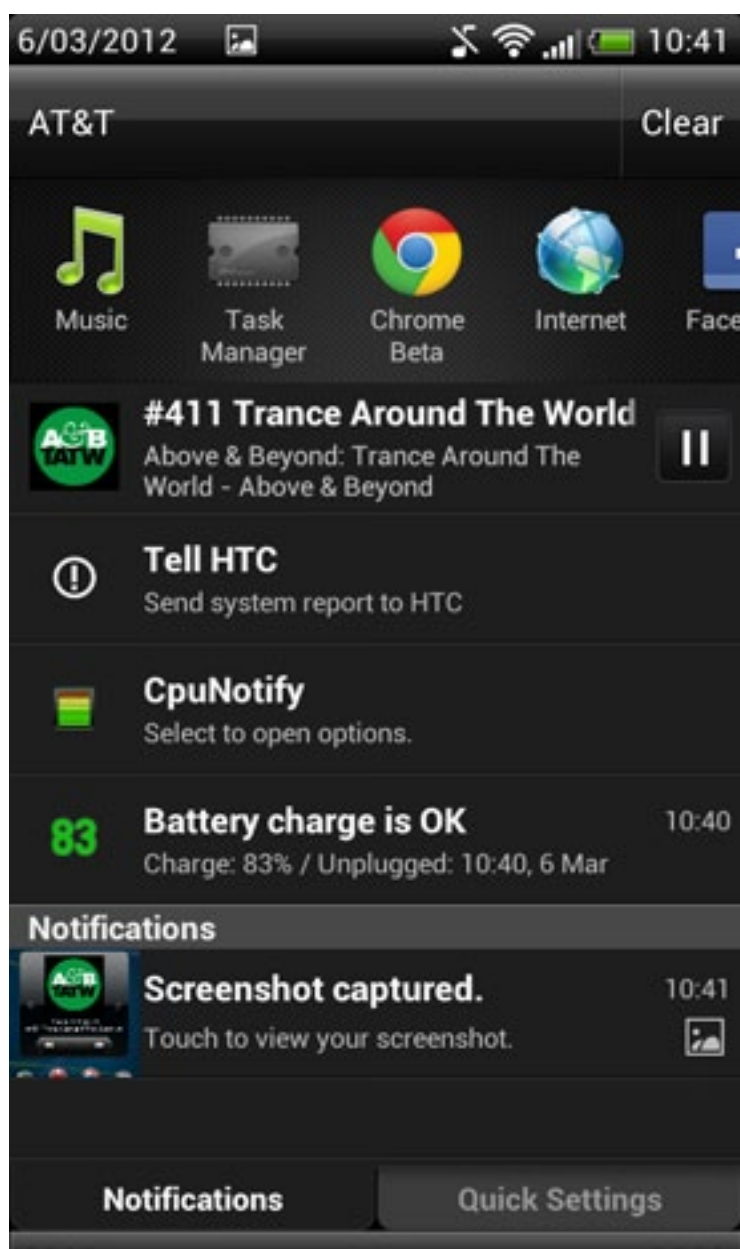 6/03/2012 10:41
AT&T Clear
Music Task Manager Chrome Beta Internet Face
#411 Trance Around The World
Above & Beyond: Trance Around The
World - Above & Beyond
A&B
TATW
Tell HTC
Send system report to HTC
CpuNotify
Select to open options.
83
Battery charge is OK 10:40
Charge: 83% / Unplugged: 10:40, 6 Mar
Notifications
A&B
TATW
Screenshot captured. 10:41
Touch to view your screenshot.
Notifications Quick Settings